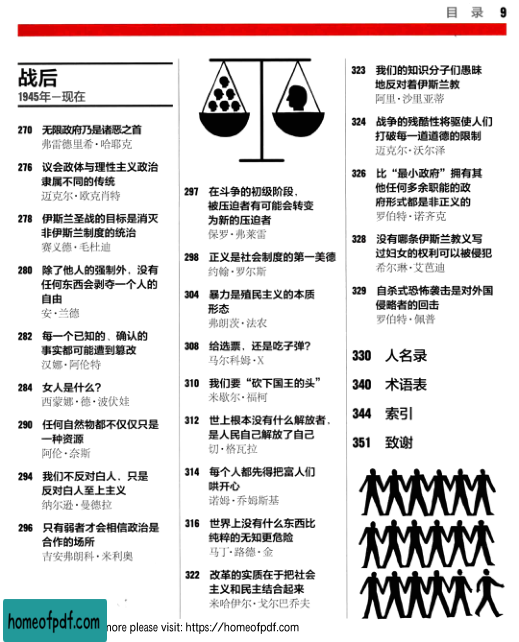 目 录 9
战后
1945年—现在
270 无限政府乃是诸恶之首
弗雷德里希·哈耶克
276 议会政体与理性主义政治
隶属不同的传统
迈克尔·欧克肖特
278 伊斯兰圣战的目标是消灭
非伊斯兰制度的统治
赛义德·毛杜迪
280 除了他人的强制外，没有
任何东西会剥夺一个人的
自由
安·兰德
282 每一个已知的、确认的
事实都可能遭到篡改
汉娜·阿伦特
284 女人是什么？
西蒙娜·德·波伏娃
290 任何自然物都不仅仅只是
一种资源
阿伦·奈斯
294 我们不反对白人，只是
反对白人至上主义
纳尔逊·曼德拉
296 只有弱者才会相信政治是
合作的场所
吉安弗朗科·米利奥
297 在斗争的初级阶段，
被压迫者有可能会转变
为新的压迫者
保罗·弗莱雷
298 正义是社会制度的第一美德
约翰·罗尔斯
304 暴力是殖民主义的本质
形态
弗朗茨·法农
308 给选票，还是吃子弹？
马尔科姆·X
310 我们要“砍下国王的头”
米歇尔·福柯
312 世上根本没有什么解放者，
是人民自己解放了自己
切·格瓦拉
314 每个人都先得把富人们
哄开心
诺姆·乔姆斯基
316 世界上没有什么东西比
纯粹的无知更危险
马丁·路德·金
322 改革的实质在于把社会
主义和民主结合起来
米哈伊尔·戈尔巴乔夫
323 我们的知识分子们愚昧
地反对着伊斯兰教
阿里·沙里亚蒂
324 战争的残酷性将驱使人们
打破每一道道德的限制
迈克尔·沃尔泽
326 比“最小政府”拥有其
他任何多余职能的政
府形式都是非正义的
罗伯特·诺齐克
328 没有哪条伊斯兰教义写
过妇女的权利可以被侵犯
希尔琳·艾芭迪
329 自杀式恐怖袭击是对外国
侵略者的回击
罗伯特·佩普
330 人名录
340 术语表
344 索引
351 致谢
homeofpdf.com
more please visit: https://homeofpdf.com